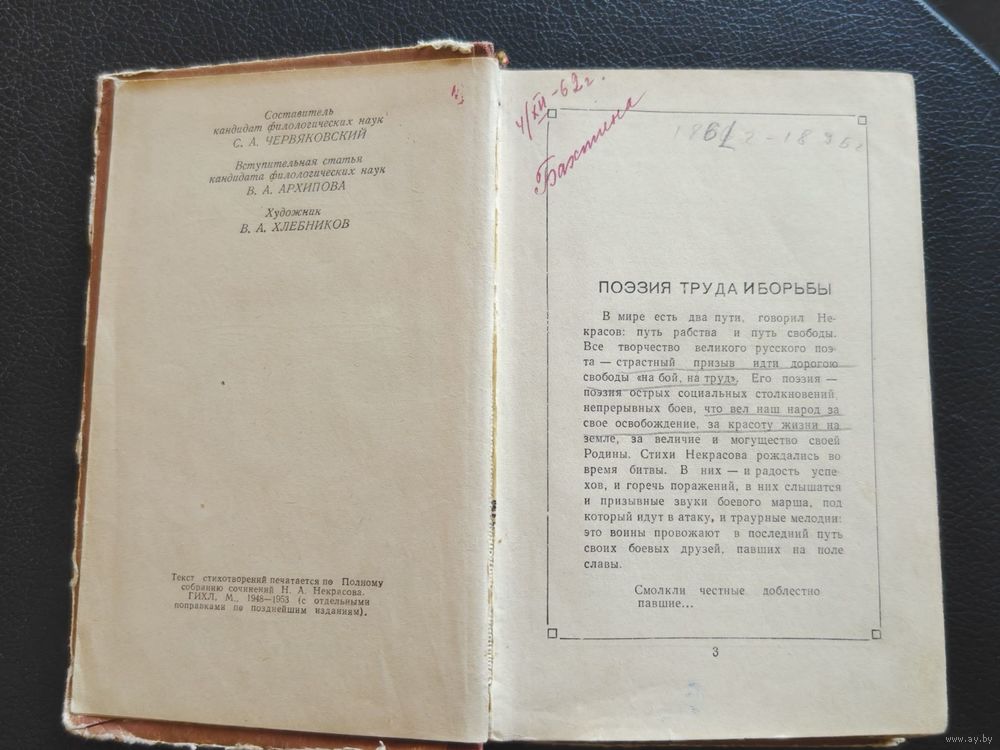 Составитель
кандидат филологических наук
С. А. ЧЕРВЯКОВСКИЙ
Вступительная статья
кандидата филологических наук
В. А. АРХИПОВА
Художник
В. А. ХЛЕБНИКОВ
Текст стихотворений печатается по Полному
собранию сочинений Н. А. Некрасова.
ГИХЛ, М., 1948—1953 (с отдельными
поправками по позднейшим изданиям).
4/XII-62г.
Бахтина
ПОЭЗИЯ ТРУДА И БОРЬБЫ
В мире есть два пути, говорил Не-
красов: путь рабства и путь свободы.
Все творчество великого русского поэ-
та — страстный призыв идти дорогою
свободы «на бой, на труд». Его поэзия —
поэзия острых социальных столкновений,
непрерывных боев, что вел наш народ за
свое освобождение, за красоту жизни на
земле, за величие и могущество своей
Родины. Стихи Некрасова рождались во
время битвы. В них — и радость успе-
хов, и горечь поражений, в них слышатся
и призывные звуки боевого марша, под
который идут в атаку, и траурные мелодии:
это воины провожают в последний путь
своих боевых друзей, павших на поле
славы.
Смолкли честные доблестно
павшие...
3
www.ay.by